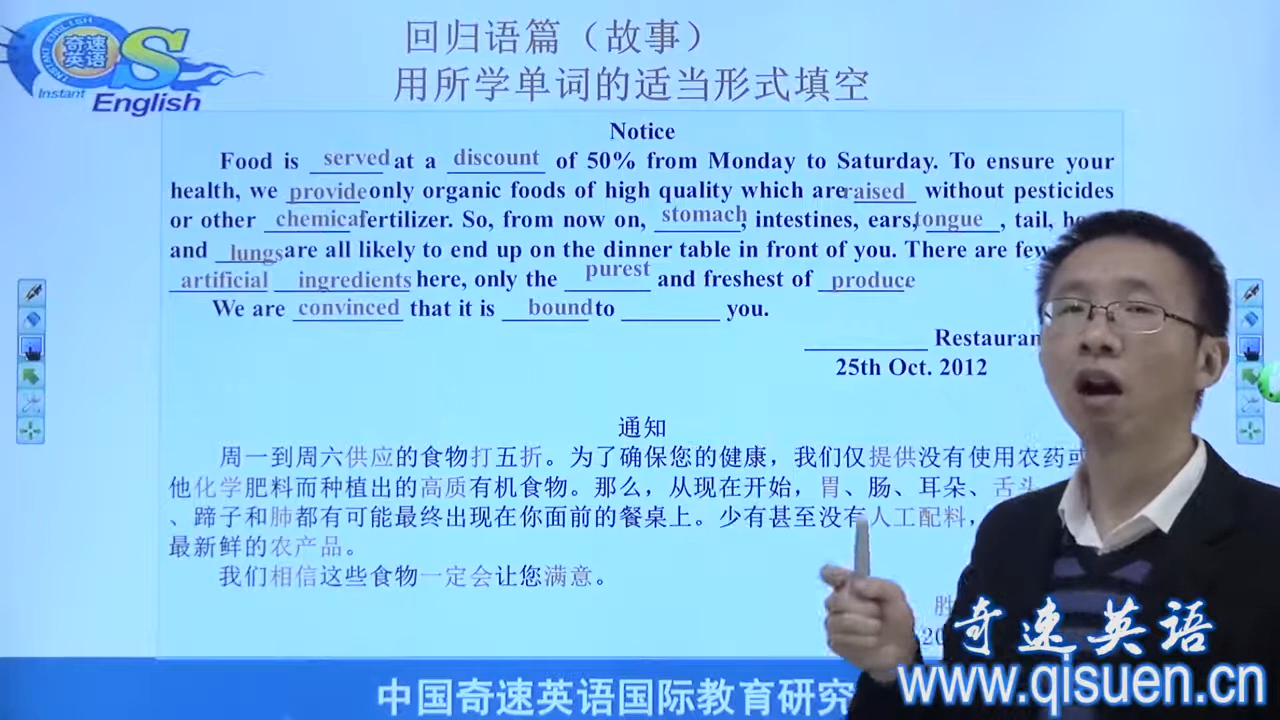 INSTANT ENGLISH
奇速
英语
S
Instant
English
回归语篇（故事）
用所学单词的适当形式填空
Notice
Food is served at a discount of 50% from Monday to Saturday. To ensure your
health, we provide only organic foods of high quality which are raised without pesticides
or other chemical fertilizer. So, from now on, stomach, intestines, ears, tongue, tail,
and lungs are all likely to end up on the dinner table in front of you. There are few
artificial ingredients here, only the purest and freshest of produce
We are convinced that it is bound to ________ you.
________ Restauran
25th Oct. 2012
通知
周一到周六供应的食物打五折。为了确保您的健康，我们仅提供没有使用农药或
他化学肥料而种植出的高质有机食物。那么，从现在开始，胃、肠、耳朵、舌头
、蹄子和肺都有可能最终出现在你面前的餐桌上。少有甚至没有人工配料，
最新鲜的农产品。
我们相信这些食物一定会让您满意。
胜
20
奇速英语
www.qisuen.cn
中国奇速英语国际教育研究